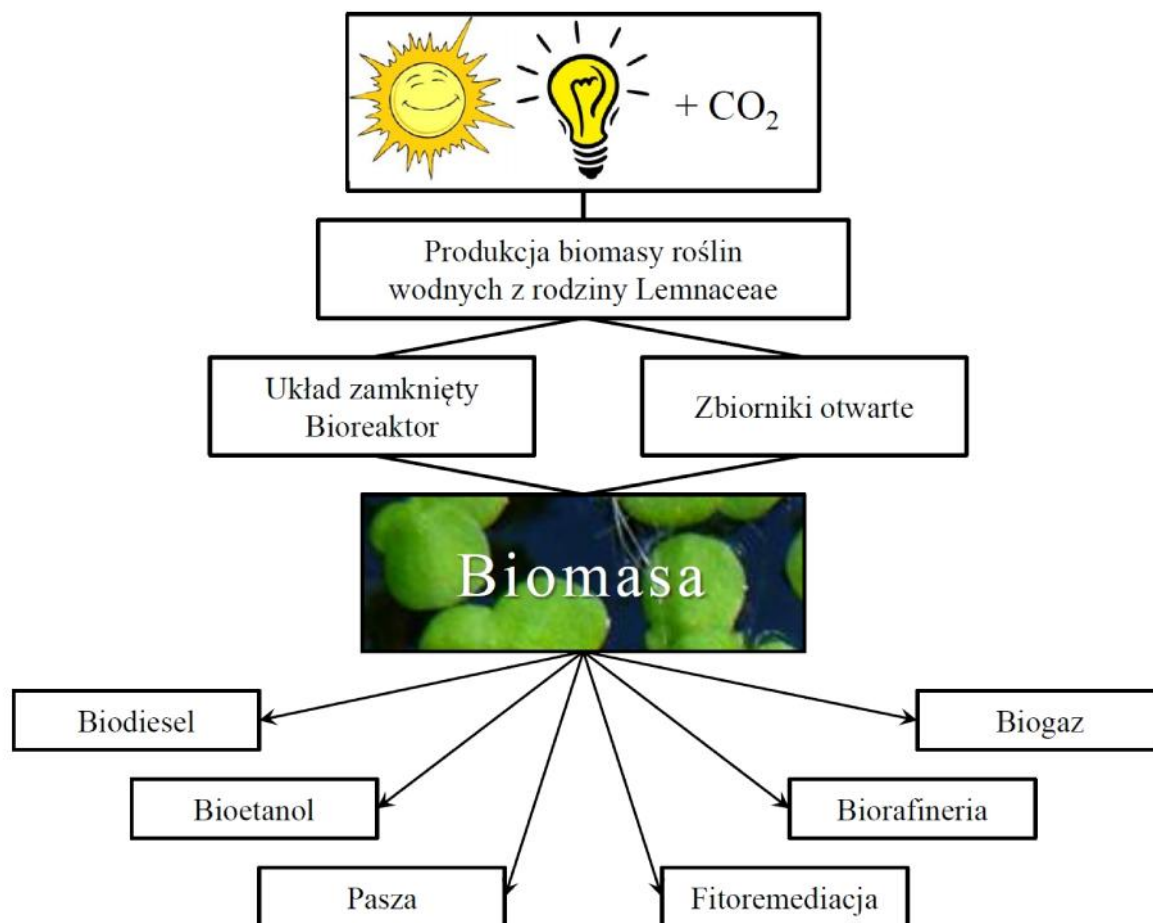 + CO₂
Produkcja biomasy roślin
wodnych z rodziny Lemnaceae
Układ zamknięty
Bioreaktor
Zbiorniki otwarte
Biomasa
Biodiesel
Biogaz
Bioetanol
Biorafineria
Pasza
Fitoremediacja